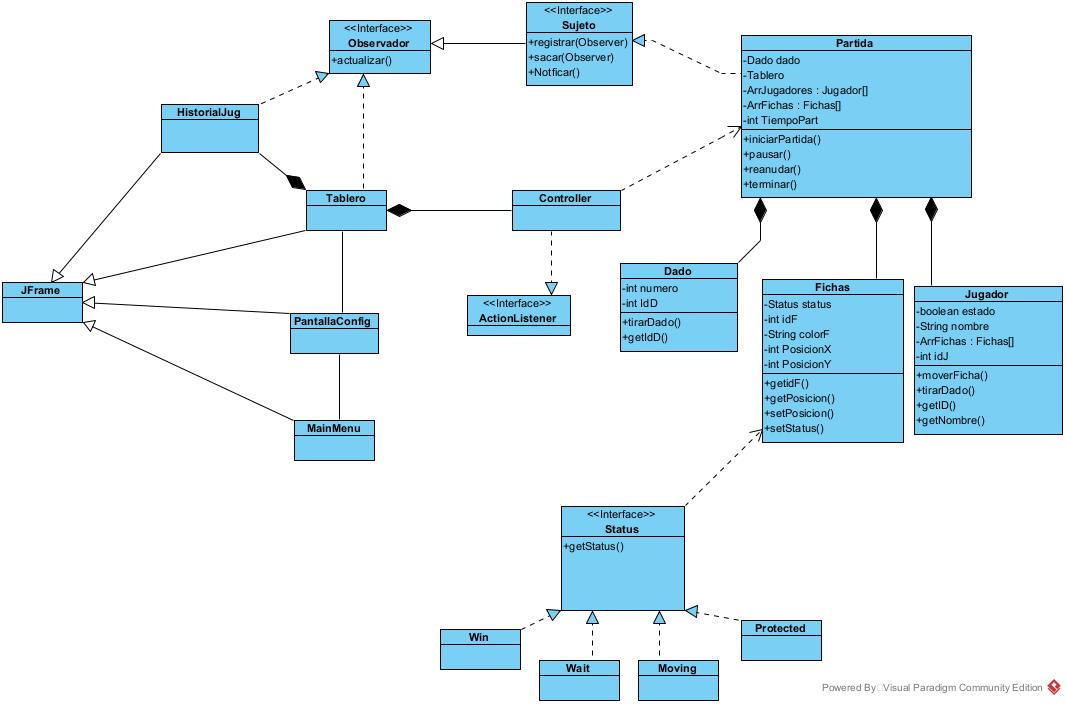 <<Interface>>
Observador
+actualizar()
<<Interface>>
Sujeto
+registrar(Observer)
+sacar(Observer)
+Notficar()
Partida
-Dado dado
-Tablero
-ArrJugadores : Jugador[]
-ArrFichas : Fichas[]
-int TiempoPart
+iniciarPartida()
+pausar()
+reanudar()
+terminar()
HistorialJug
Tablero
Controller
JFrame
<<Interface>>
ActionListener
PantallaConfig
MainMenu
Dado
-int numero
-int IdD
+tirarDado()
+getIdD()
Fichas
-Status status
-int idF
-String colorF
-int PosicionX
-int PosicionY
+getidF()
+getPosicion()
+setPosicion()
+setStatus()
Jugador
-boolean estado
-String nombre
-ArrFichas : Fichas[]
-int idJ
+moverFicha()
+tirarDado()
+getID()
+getNombre()
<<Interface>>
Status
+getStatus()
Win
Wait
Moving
Protected
Powered By Visual Paradigm Community Edition